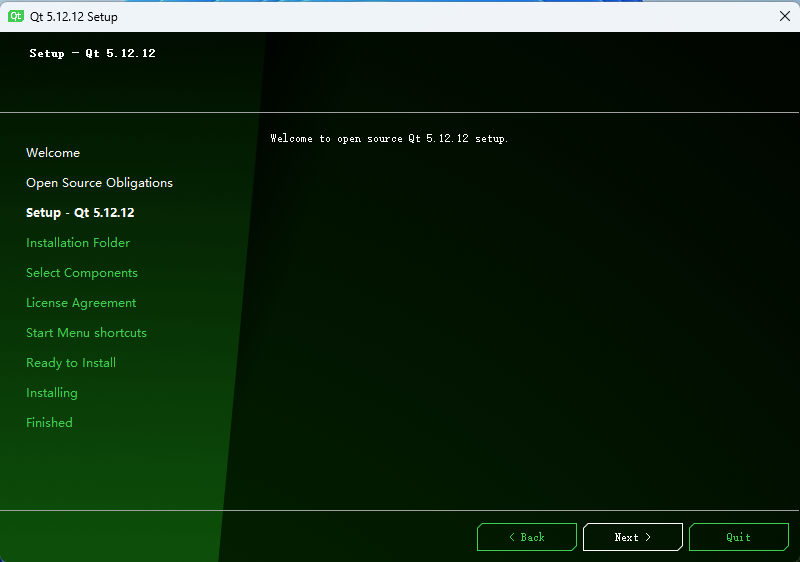 Qt Qt 5.12.12 Setup
Setup - Qt 5.12.12
Welcome to open source Qt 5.12.12 setup.
Welcome
Open Source Obligations
Setup - Qt 5.12.12
Installation Folder
Select Components
License Agreement
Start Menu shortcuts
Ready to Install
Installing
Finished
< Back
Next >
Quit